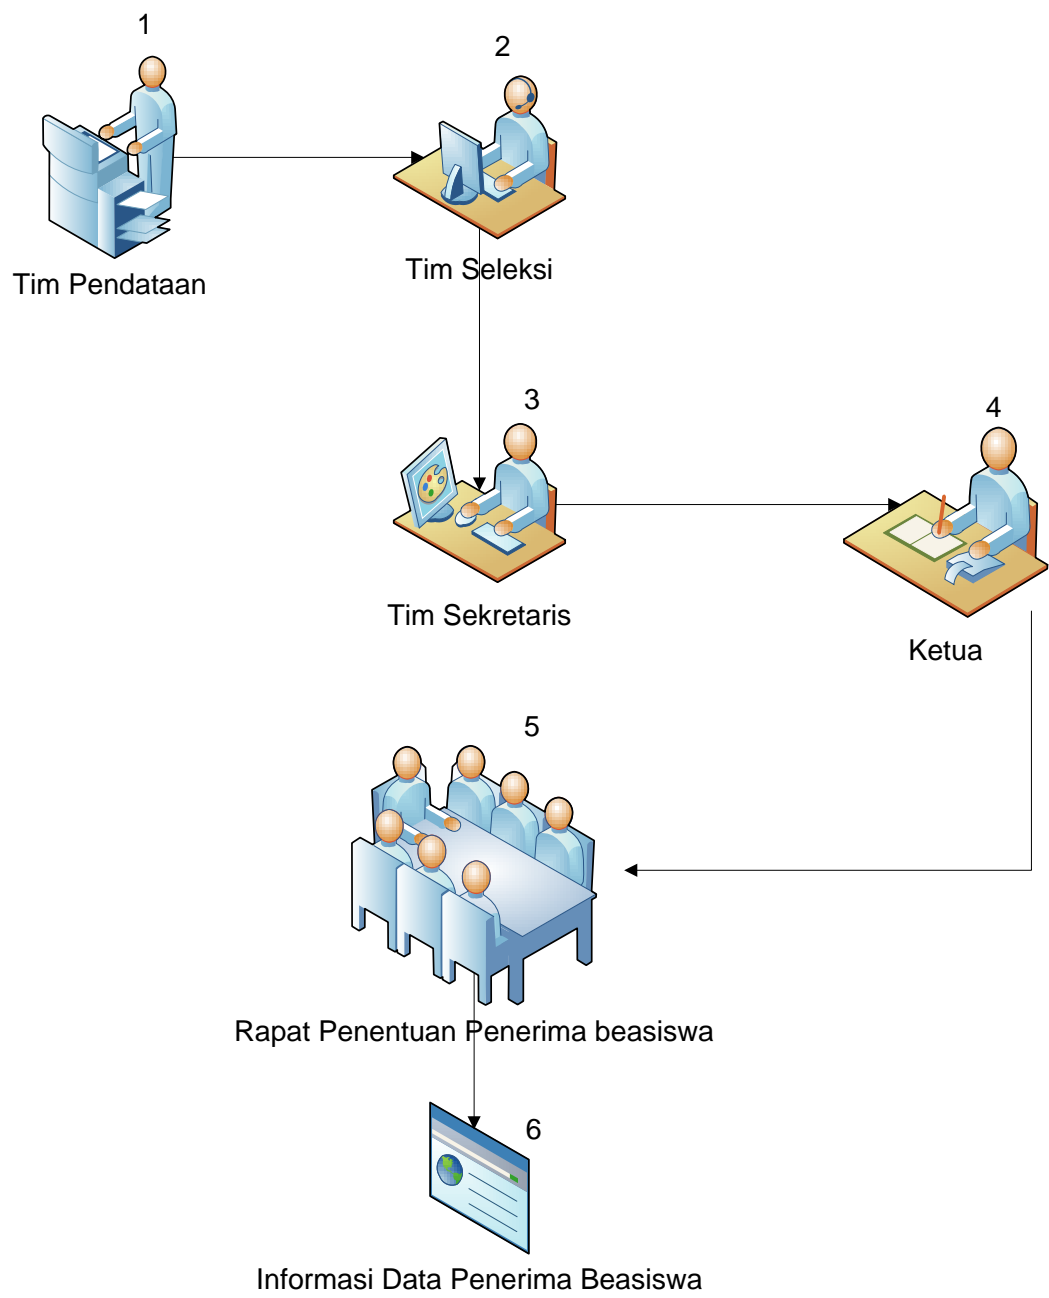 1
Tim Pendataan
2
Tim Seleksi
3
Tim Sekretaris
4
Ketua
5
Rapat Penentuan Penerima beasiswa
6
Informasi Data Penerima Beasiswa